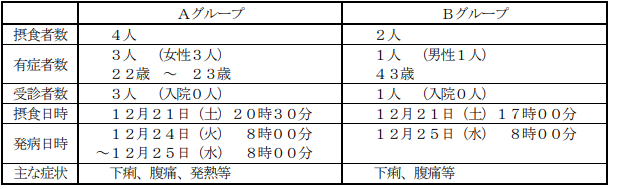 Ａグループ Ｂグループ
摂食者数 ４人 ２人
有症者数 ３人　（女性３人） １人　（男性１人）
２２歳　～　２３歳 ４３歳
受診者数 ３人　（入院０人） １人　（入院０人）
摂食日時 １２月２１日（土）２０時３０分 １２月２１日（土）１７時００分
発病日時 １２月２４日（火）　８時００分 １２月２５日（水）　８時００分
～１２月２５日（水）　８時００分
主な症状 下痢、腹痛、発熱等 下痢、腹痛等